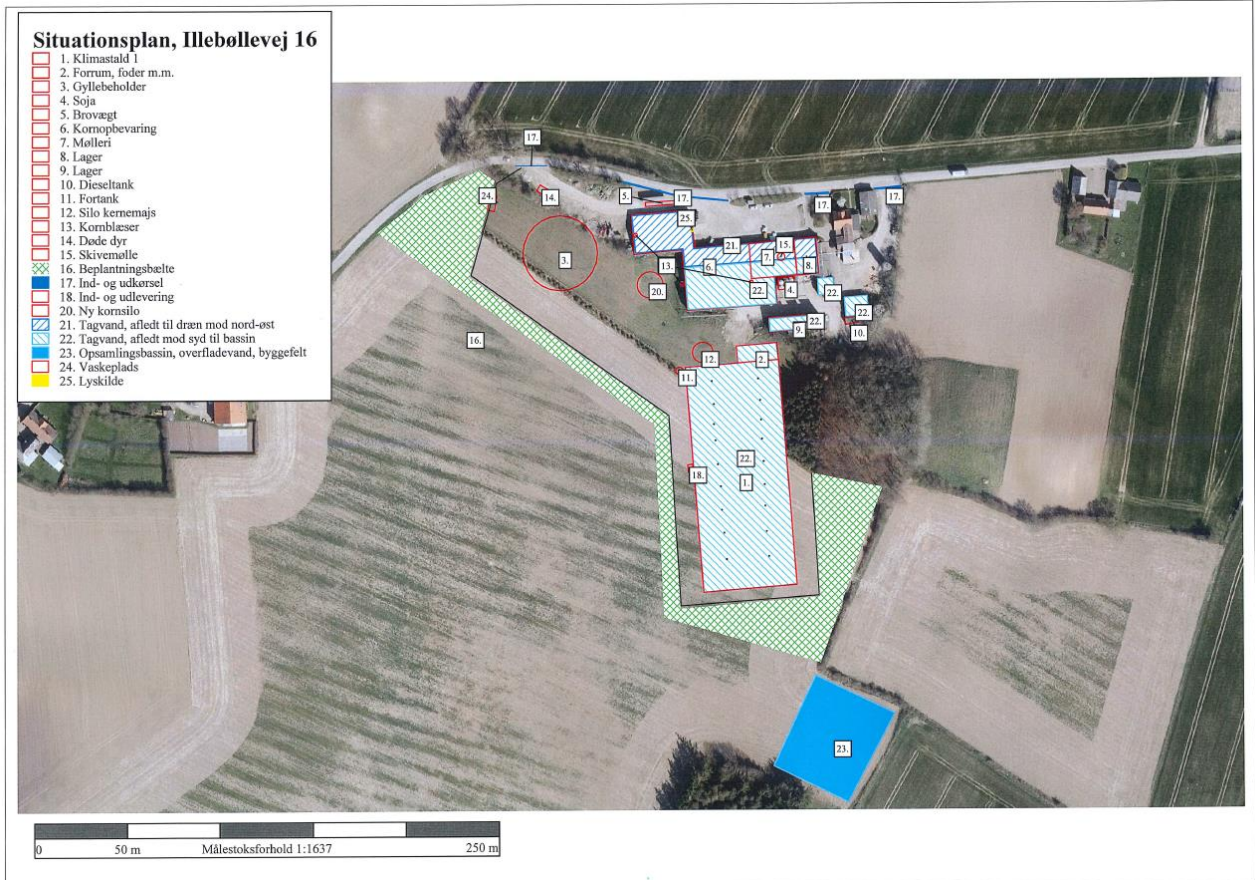 Situationsplan, Illebøllevej 16
1. Klimastald 1
2. Forrum, foder m.m.
3. Gyllebeholder
4. Soja
5. Brovægt
6. Kornopbevaring
7. Mølleri
8. Lager
9. Lager
10. Dieseltank
11. Fortank
12. Silo kernemajs
13. Kornblæser
14. Døde dyr
15. Skivemølle
16. Beplantningsbælte
17. Ind- og udkørsel
18. Ind- og udlevering
20. Ny kornsilo
21. Tagvand, afledt til dræn mod nord-øst
22. Tagvand, afledt mod syd til bassin
23. Opsamlingsbassin, overfladevand, byggefelt
24. Vaskeplads
25. Lyskilde
17.
24.
14.
5.
17.
17.
17.
25.
21.
15.
3.
13.
6.
7.
8.
20.
22.
4.
22.
22.
9.
22.
10.
16.
12.
2.
11.
22.
18.
1.
23.
0 50 m Målestoksforhold 1:1637 250 m